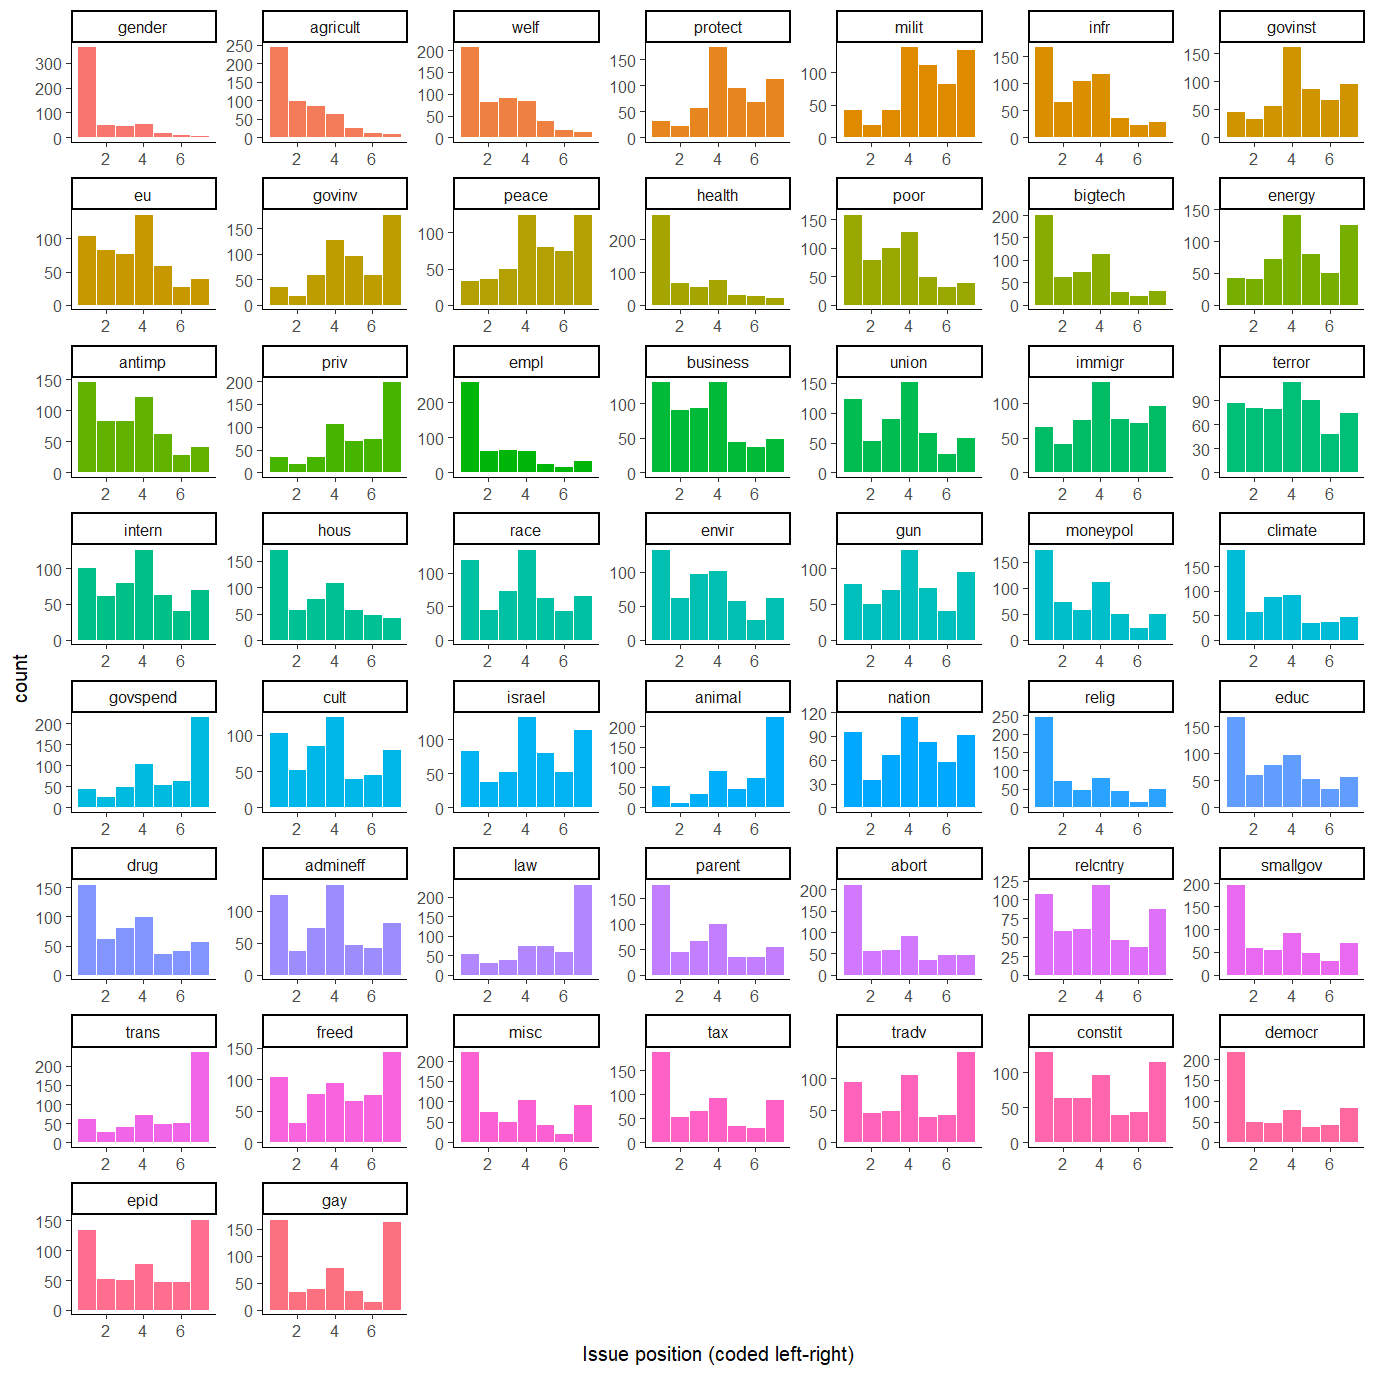 gender agricult welf protect milit infr govinst
300 200 100 0 2 4 6
250 200 150 100 50 0 2 4 6
200 150 100 50 0 2 4 6
150 100 50 0 2 4 6
100 50 0 2 4 6
150 100 50 0 2 4 6
150 100 50 0 2 4 6
eu govinv peace health poor bigtech energy
100 50 0 2 4 6
150 100 50 0 2 4 6
100 50 0 2 4 6
200 100 0 2 4 6
150 100 50 0 2 4 6
200 150 100 50 0 2 4 6
150 100 50 0 2 4 6
antimp priv empl business union immigr terror
150 100 50 0 2 4 6
200 150 100 50 0 2 4 6
200 100 0 2 4 6
100 50 0 2 4 6
150 100 50 0 2 4 6
100 50 0 2 4 6
90 60 30 0 2 4 6
intern hous race envir gun moneypol climate
100 50 0 2 4 6
150 100 50 0 2 4 6
100 50 0 2 4 6
100 50 0 2 4 6
100 50 0 2 4 6
150 100 50 0 2 4 6
150 100 50 0 2 4 6
count
govspend cult israel animal nation relig educ
200 150 100 50 0 2 4 6
100 50 0 2 4 6
100 50 0 2 4 6
200 150 100 50 0 2 4 6
120 90 60 30 0 2 4 6
250 200 150 100 50 0 2 4 6
150 100 50 0 2 4 6
drug admineff law parent abort relcntry smallgov
150 100 50 0 2 4 6
100 50 0 2 4 6
200 150 100 50 0 2 4 6
150 100 50 0 2 4 6
200 150 100 50 0 2 4 6
125 100 75 50 25 0 2 4 6
200 150 100 50 0 2 4 6
trans freed misc tax tradv constit democr
200 150 100 50 0 2 4 6
150 100 50 0 2 4 6
200 150 100 50 0 2 4 6
150 100 50 0 2 4 6
100 50 0 2 4 6
100 50 0 2 4 6
200 150 100 50 0 2 4 6
epid gay
150 100 50 0 2 4 6
150 100 50 0 2 4 6
Issue position (coded left-right)